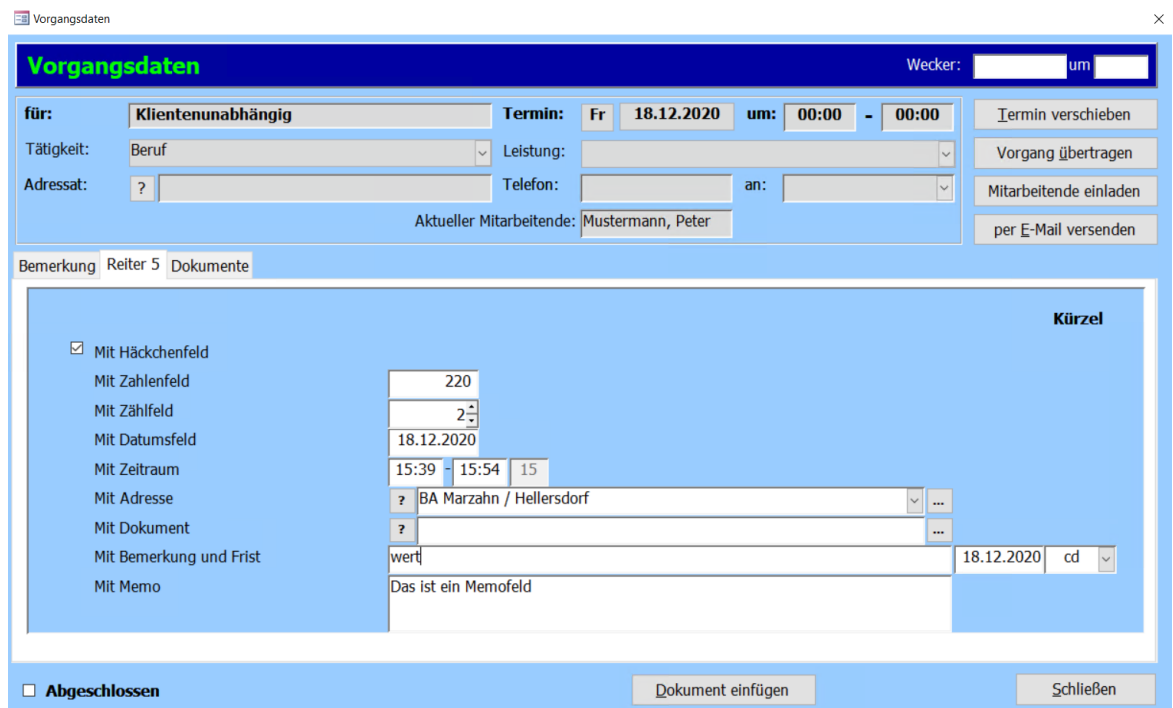 Vorgangsdaten
Vorgangsdaten Wecker: um
für: Klientenunabhängig Termin: Fr 18.12.2020 um: 00:00 - 00:00 Termin verschieben
Tätigkeit: Beruf Leistung: Vorgang übertragen
Adressat: ? Telefon: an: Mitarbeitende einladen
Aktueller Mitarbeitende: Mustermann, Peter per E-Mail versenden
Bemerkung Reiter 5 Dokumente
Kürzel
Mit Häckchenfeld
Mit Zahlenfeld 220
Mit Zählfeld 2
Mit Datumsfeld 18.12.2020
Mit Zeitraum 15:39 - 15:54 15
Mit Adresse ? BA Marzahn / Hellersdorf ...
Mit Dokument ? ...
Mit Bemerkung und Frist wert 18.12.2020 cd
Mit Memo Das ist ein Memofeld
Abgeschlossen Dokument einfügen Schließen